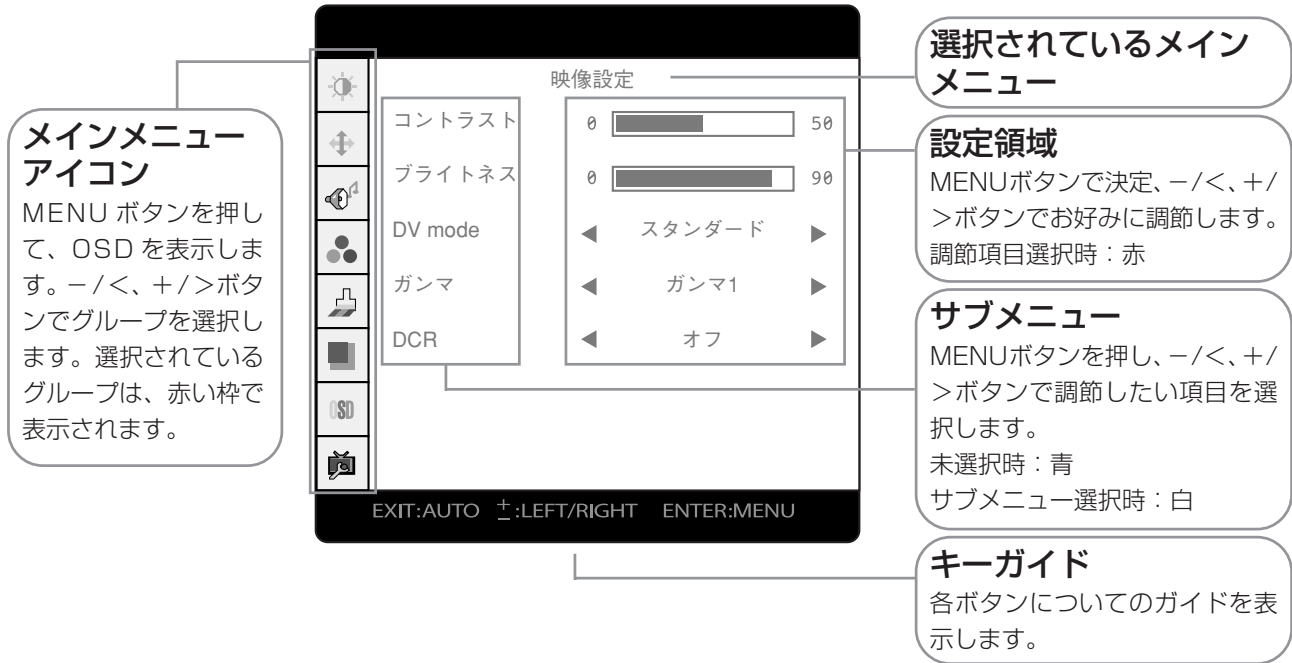 メインメニュー
アイコン
MENU ボタンを押し
て、OSD を表示しま
す。－/＜、＋/＞ボタ
ンでグループを選択し
ます。選択されている
グループは、赤い枠で
表示されます。
映像設定
コントラスト
0
50
ブライトネス
0
90
DV mode
スタンダード
ガンマ
ガンマ1
DCR
オフ
OSD
EXIT:AUTO ±:LEFT/RIGHT ENTER:MENU
選択されているメイン
メニュー
設定領域
MENUボタンで決定、－/＜、＋/
＞ボタンでお好みに調節します。
調節項目選択時：赤
サブメニュー
MENUボタンを押し、－/＜、＋/
＞ボタンで調節したい項目を選
択します。
未選択時：青
サブメニュー選択時：白
キーガイド
各ボタンについてのガイドを表
示します。